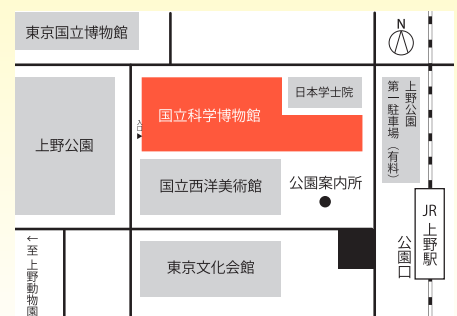 東京国立博物館
N
日本学士院
上野公園
第一駐車場（有料）
国立科学博物館
入口
上野公園
国立西洋美術館
公園案内所
JR上野駅
公園口
東京文化会館
←至 上野動物園